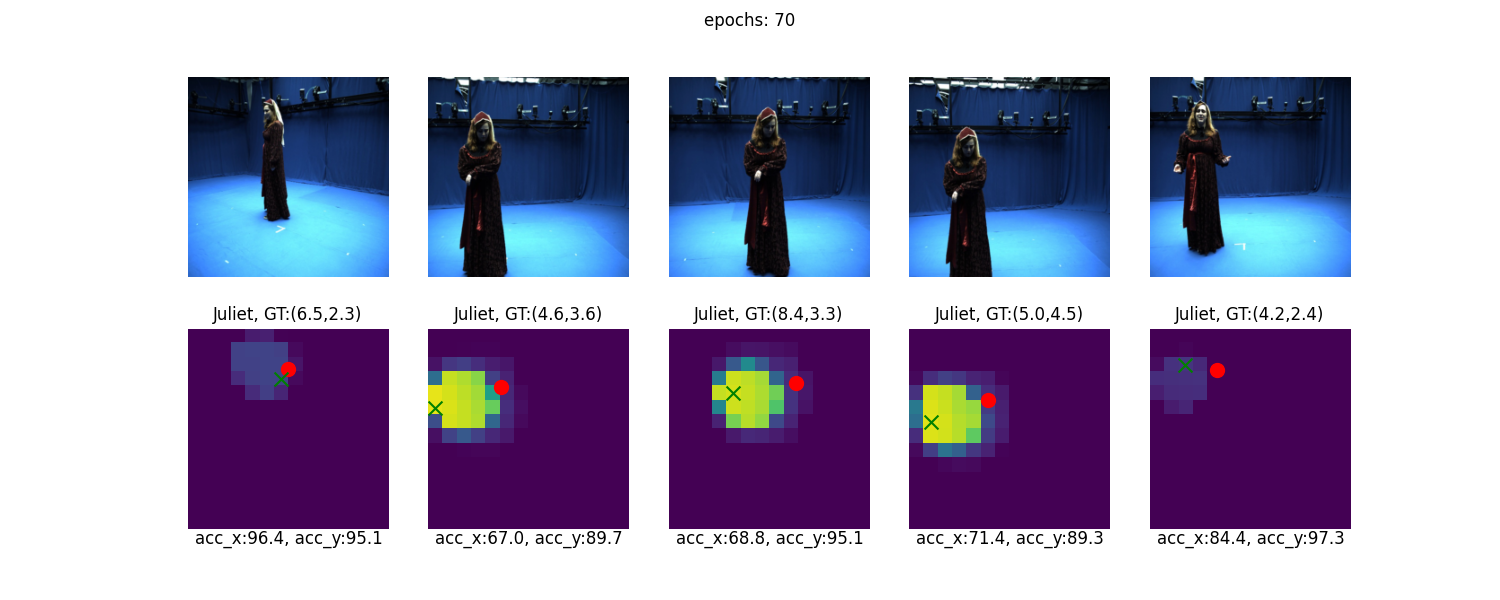 epochs: 70
Juliet, GT:(6.5,2.3)
Juliet, GT:(4.6,3.6)
Juliet, GT:(8.4,3.3)
Juliet, GT:(5.0,4.5)
Juliet, GT:(4.2,2.4)
acc_x:96.4, acc_y:95.1
acc_x:67.0, acc_y:89.7
acc_x:68.8, acc_y:95.1
acc_x:71.4, acc_y:89.3
acc_x:84.4, acc_y:97.3